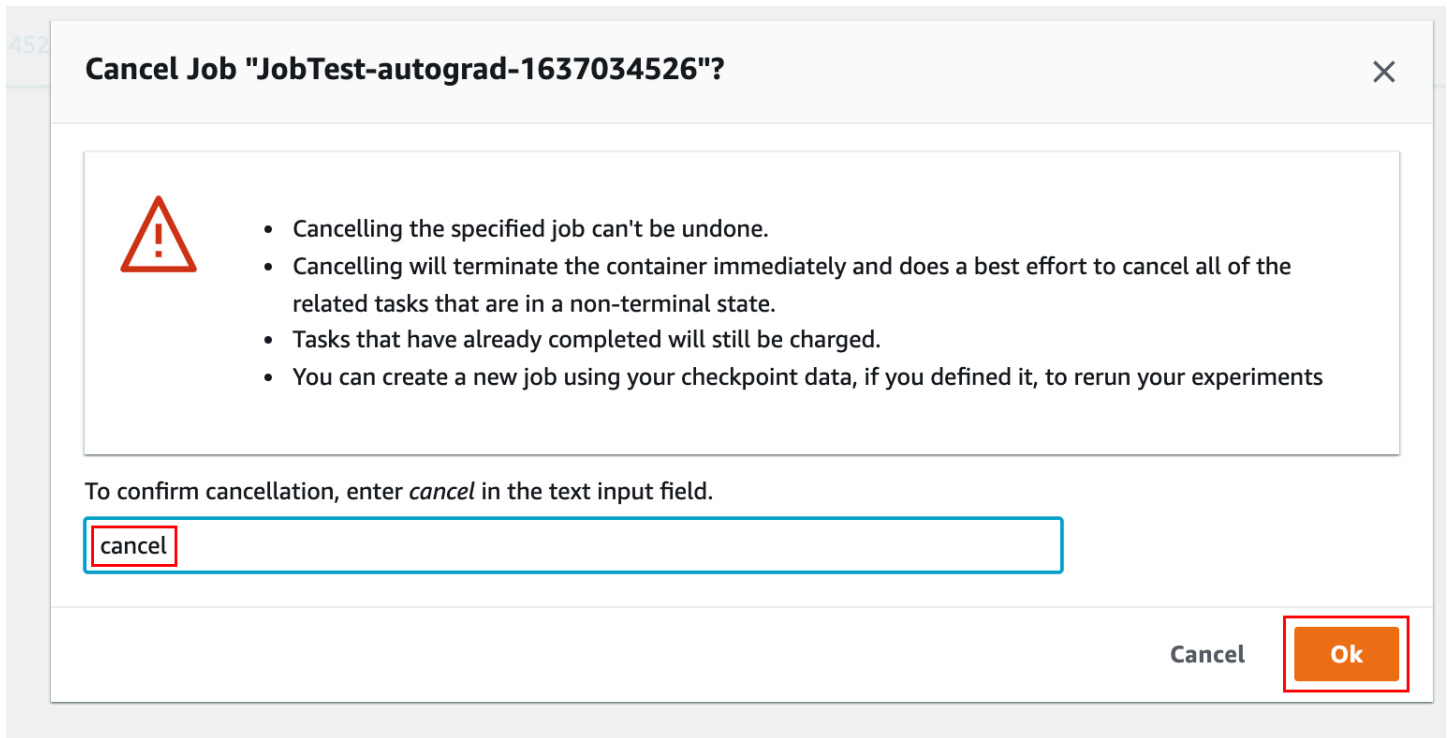 452
Cancel Job "JobTest-autograd-1637034526"?
• Cancelling the specified job can't be undone.
• Cancelling will terminate the container immediately and does a best effort to cancel all of the
related tasks that are in a non-terminal state.
• Tasks that have already completed will still be charged.
• You can create a new job using your checkpoint data, if you defined it, to rerun your experiments
To confirm cancellation, enter cancel in the text input field.
cancel
Cancel Ok